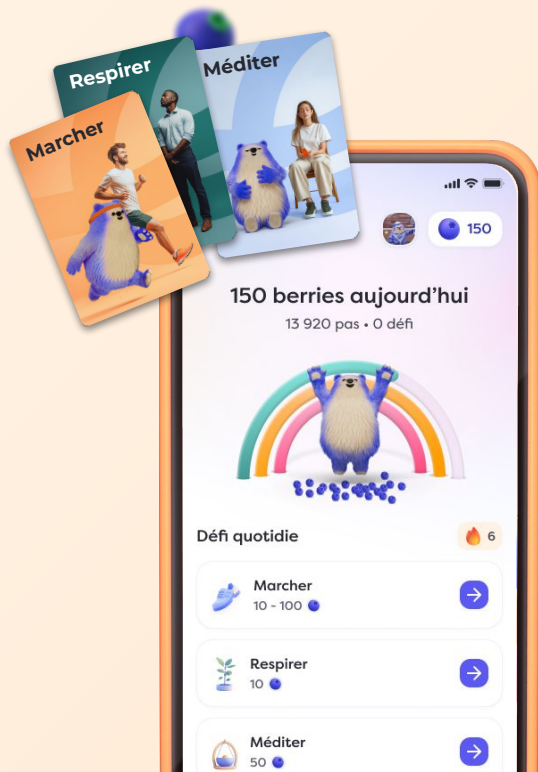 Respirer
Méditer
Marcher
150
150 berries aujourd’hui
13 920 pas • 0 défi
Défi quotidie
6
Marcher
10 - 100
Respirer
10
Méditer
50